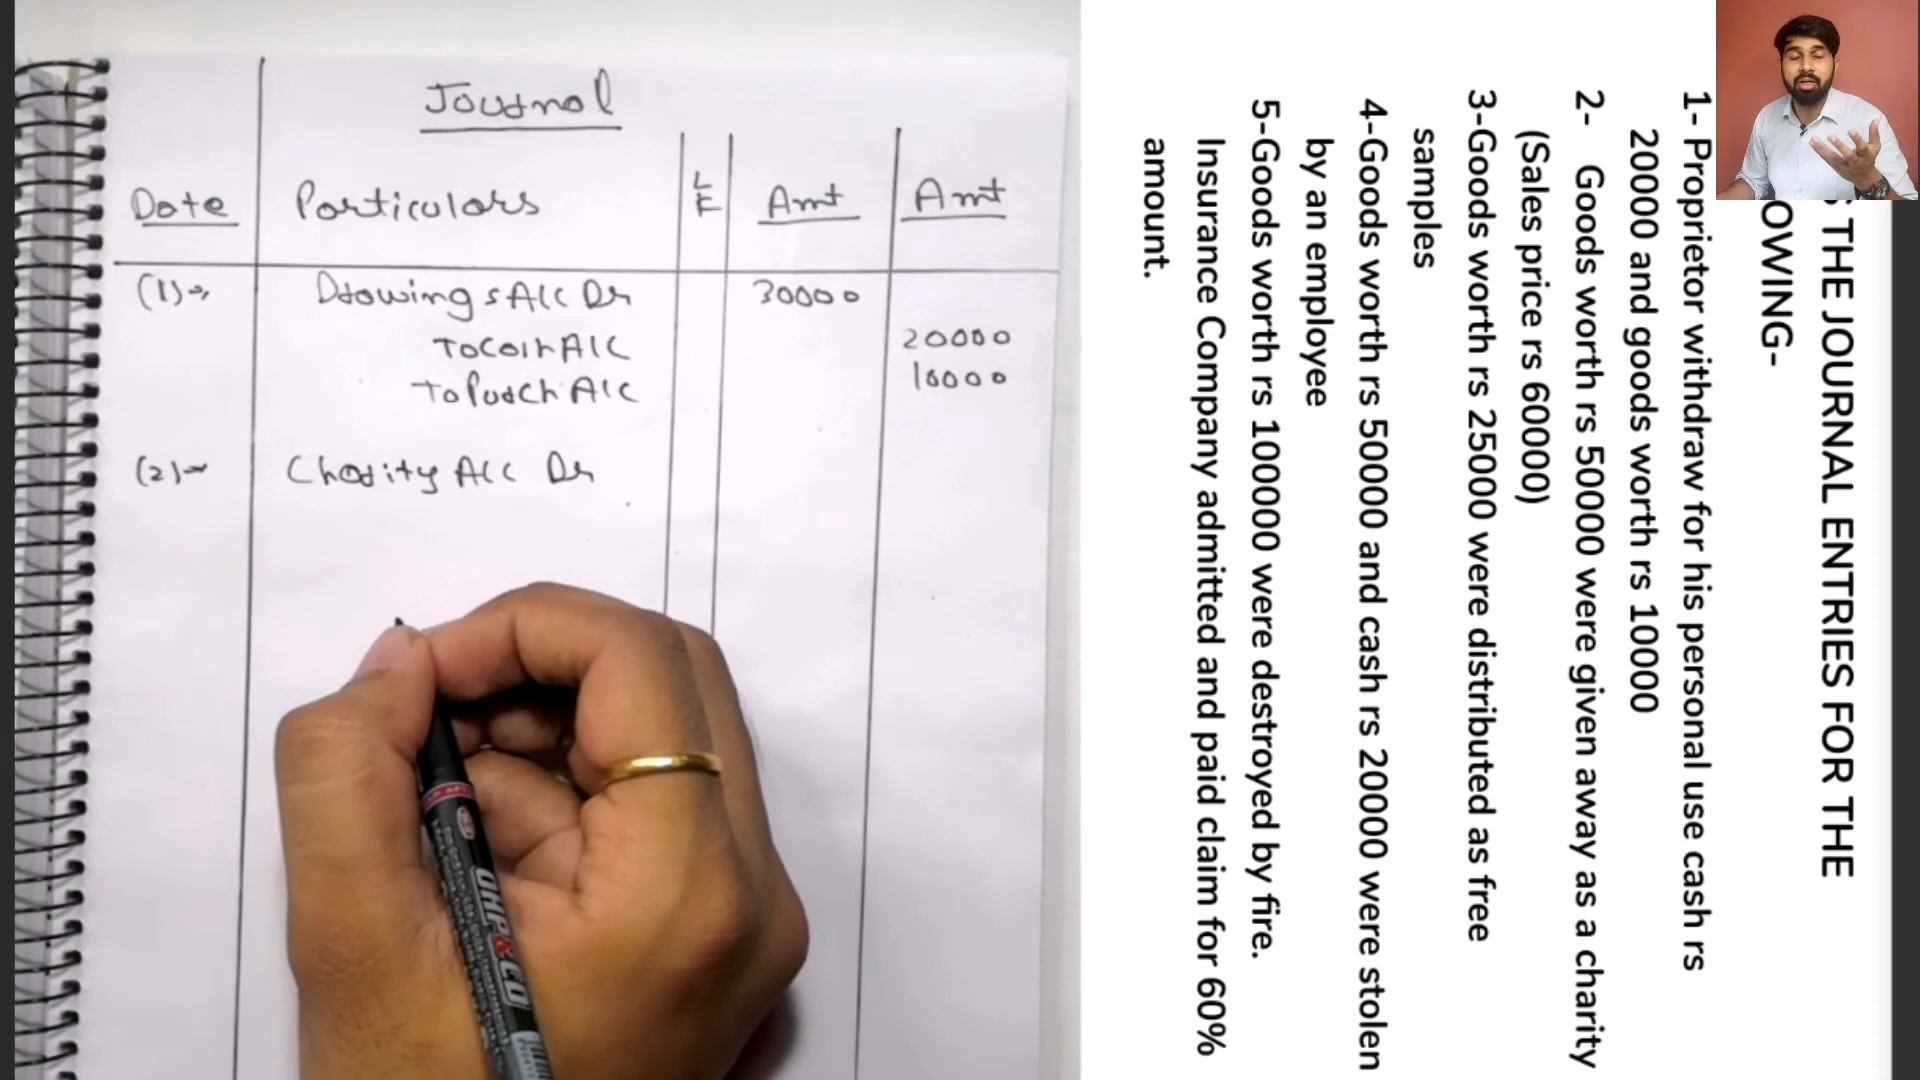 Journal
Date Particulars LF Amt Amt
(1) Drawings A/C Dr 30000
To Cash A/C 20000
To Purch A/C 10000
(2) Charity A/C Dr
OHP&CO
THE JOURNAL ENTRIES FOR THE
OWING-
1- Proprietor withdraw for his personal use cash rs
20000 and goods worth rs 10000
2- Goods worth rs 50000 were given away as a charity
(Sales price rs 60000)
3-Goods worth rs 25000 were distributed as free
samples
4-Goods worth rs 50000 and cash rs 20000 were stolen
by an employee
5-Goods worth rs 100000 were destroyed by fire.
Insurance Company admitted and paid claim for 60%
amount.